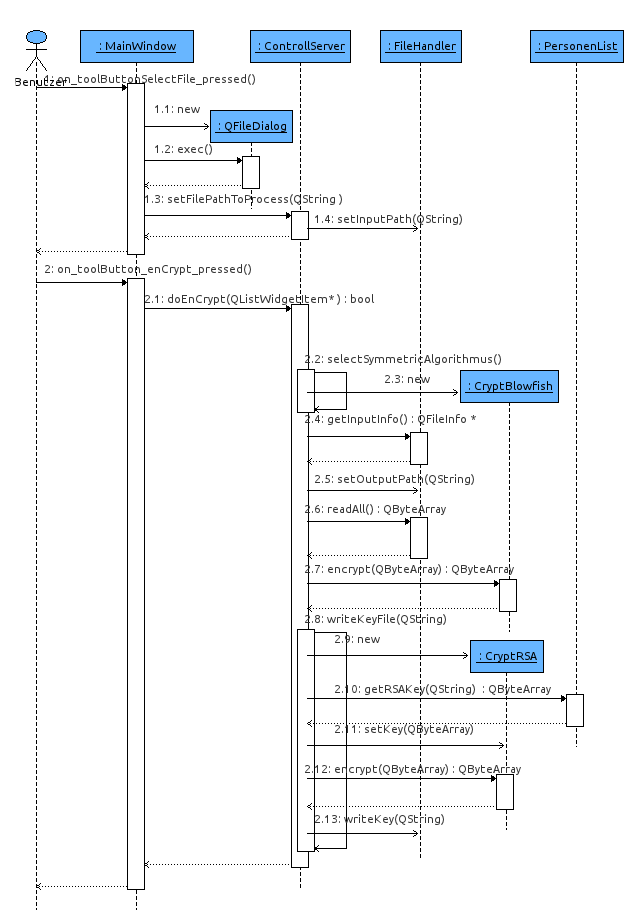 : MainWindow
: ControllServer
: FileHandler
: PersonenList
Benutzer
1: on_toolButtonSelectFile_pressed()
1.1: new
: QFileDialog
1.2: exec()
1.3: setFilePathToProcess(QString )
1.4: setInputPath(QString)
2: on_toolButton_enCrypt_pressed()
2.1: doEnCrypt(QListWidgetItem* ) : bool
2.2: selectSymmetricAlgorithmus()
2.3: new
: CryptBlowfish
2.4: getInputInfo() : QFileInfo *
2.5: setOutputPath(QString)
2.6: readAll() : QByteArray
2.7: encrypt(QByteArray) : QByteArray
2.8: writeKeyFile(QString)
2.9: new
: CryptRSA
2.10: getRSAKey(QString)  : QByteArray
2.11: setKey(QByteArray)
2.12: encrypt(QByteArray) : QByteArray
2.13: writeKey(QString)